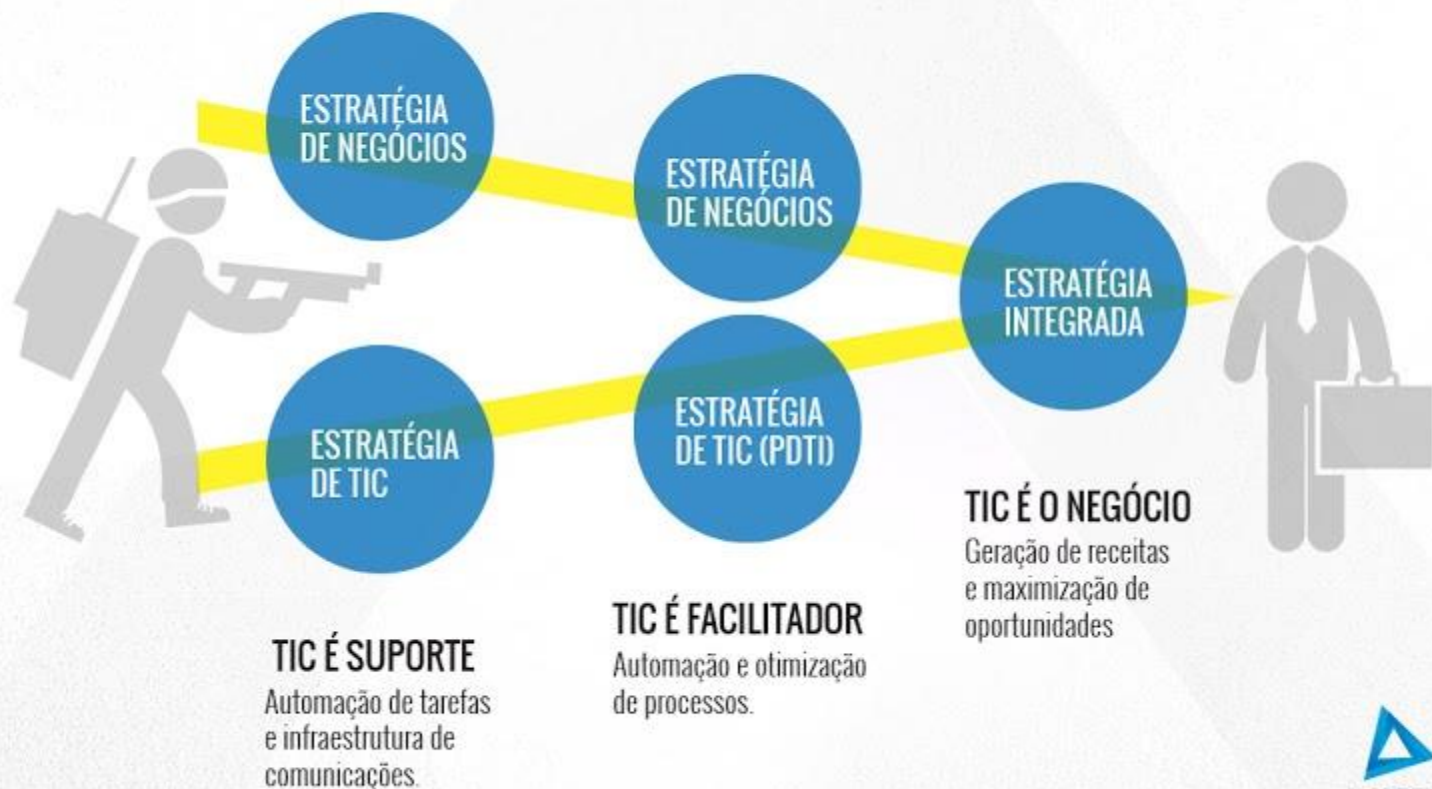 ESTRATÉGIA
DE NEGÓCIOS
ESTRATÉGIA
DE NEGÓCIOS
ESTRATÉGIA
INTEGRADA
ESTRATÉGIA
DE TIC
ESTRATÉGIA
DE TIC (PDTI)
TIC É SUPORTE
Automação de tarefas
e infraestrutura de
comunicações.
TIC É FACILITADOR
Automação e otimização
de processos.
TIC É O NEGÓCIO
Geração de receitas
e maximização de
oportunidades